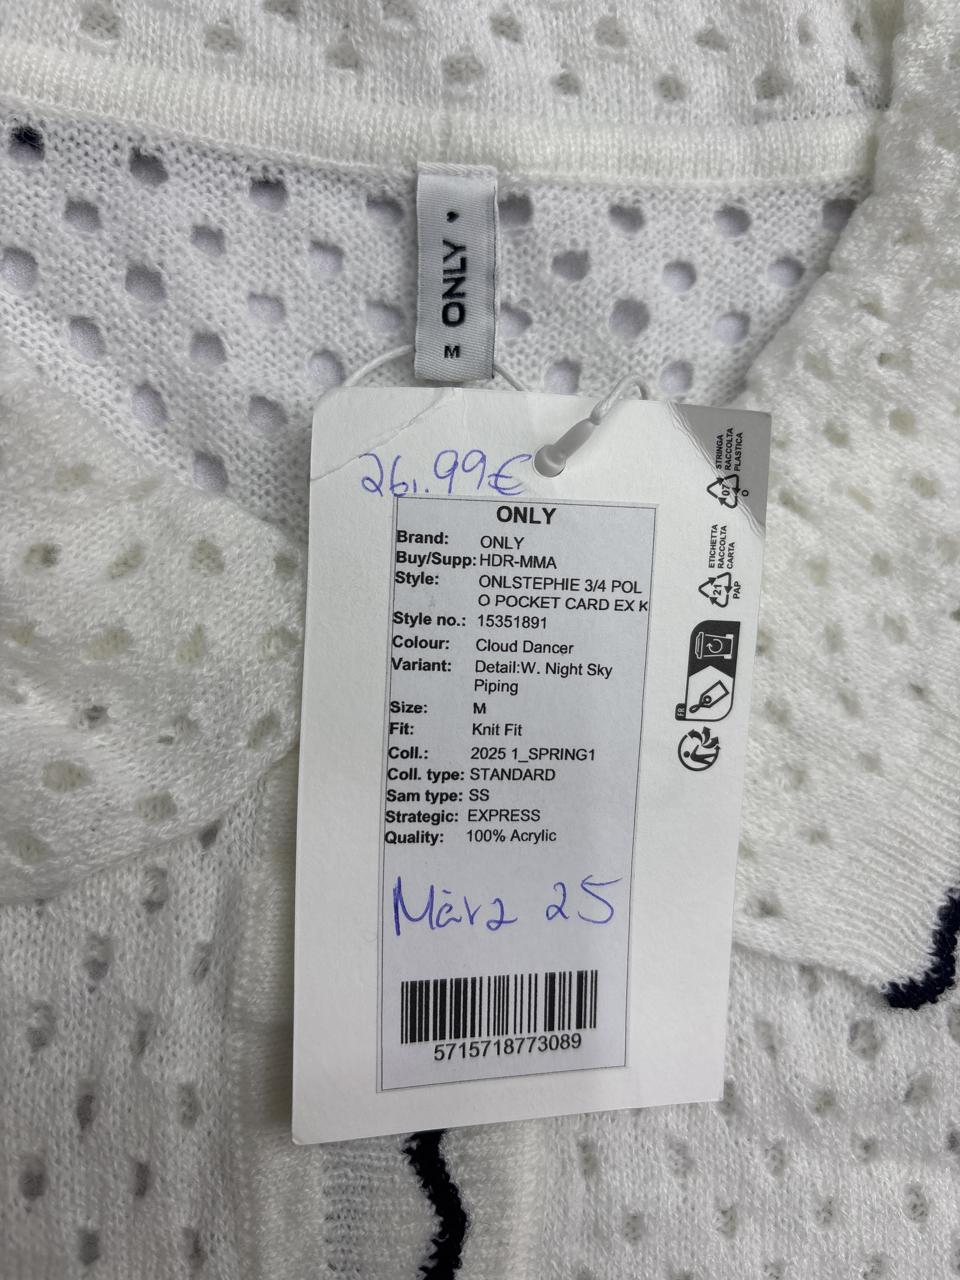 ONLY
M
26.99€
ONLY
Brand: ONLY
Buy/Supp: HDR-MMA
Style: ONLSTEPHIE 3/4 POL
O POCKET CARD EX K
Style no.: 15351891
Colour: Cloud Dancer
Variant: Detail:W. Night Sky
Piping
Size: M
Fit: Knit Fit
Coll.: 2025 1_SPRING1
Coll. type: STANDARD
Sam type: SS
Strategic: EXPRESS
Quality: 100% Acrylic
März 25
5715718773089
STRINGA
RACCOLTA
PLASTICA
07
O
ETICHETTA
RACCOLTA
CARTA
21
PAP
FR